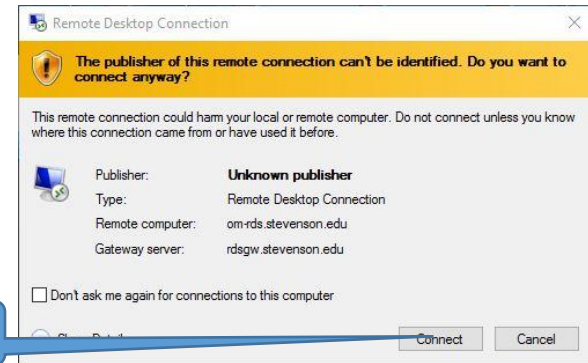 Remote Desktop Connection
The publisher of this remote connection can't be identified. Do you want to
connect anyway?
This remote connection could harm your local or remote computer. Do not connect unless you know
where this connection came from or have used it before.
Publisher: Unknown publisher
Type: Remote Desktop Connection
Remote computer: om-rds.stevenson.edu
Gateway server: rdsgw.stevenson.edu
Don't ask me again for connections to this computer
Connect Cancel